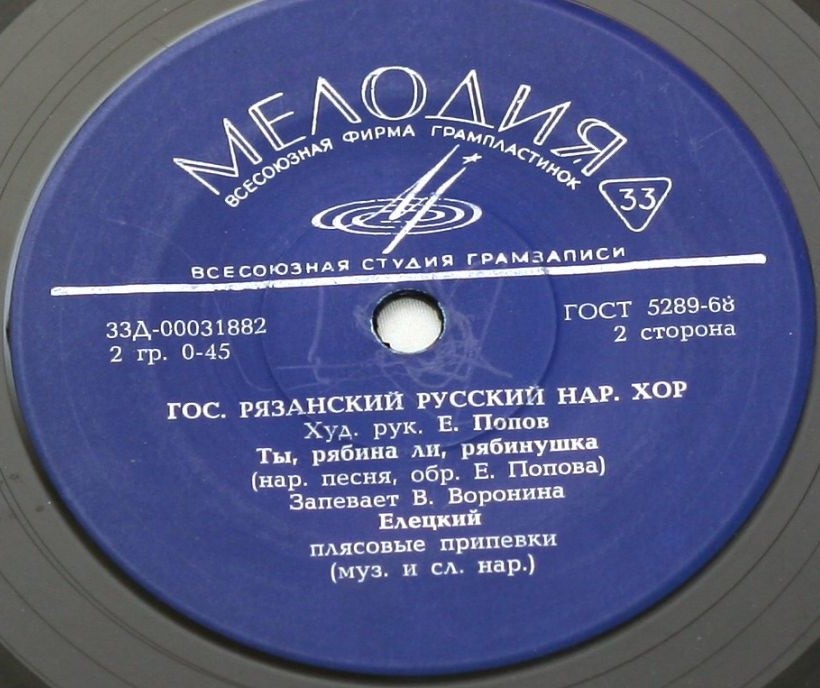 МЕЛОДИЯ
ВСЕСОЮЗНАЯ ФИРМА ГРАМПЛАСТИНОК
33
ВСЕСОЮЗНАЯ СТУДИЯ ГРАМЗАПИСИ
33Д-00031882
2 гр. 0-45
ГОСТ 5289-68
2 сторона
ГОС. РЯЗАНСКИЙ РУССКИЙ НАР. ХОР
Худ. рук. Е. Попов
Ты, рябина ли, рябинушка
(нар. песня, обр. Е. Попова)
Запевает В. Воронина
Елецкий
плясовые припевки
(муз. и сл. нар.)